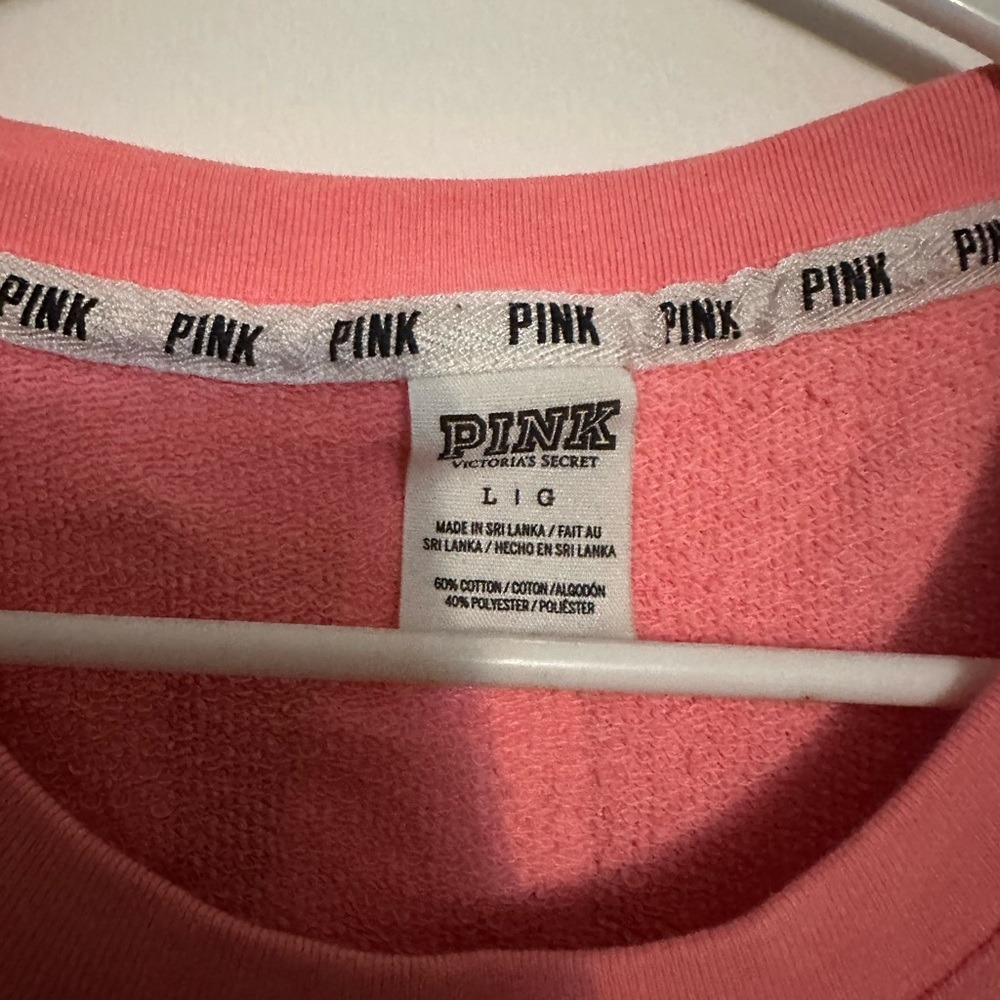 PINK PINK PINK PINK PINK PINK PIN
PINK
VICTORIA'S SECRET
L | G
MADE IN SRI LANKA / FAIT AU
SRI LANKA / HECHO EN SRI LANKA
60% COTTON / COTON / ALGODÓN
40% POLYESTER / POLIÉSTER